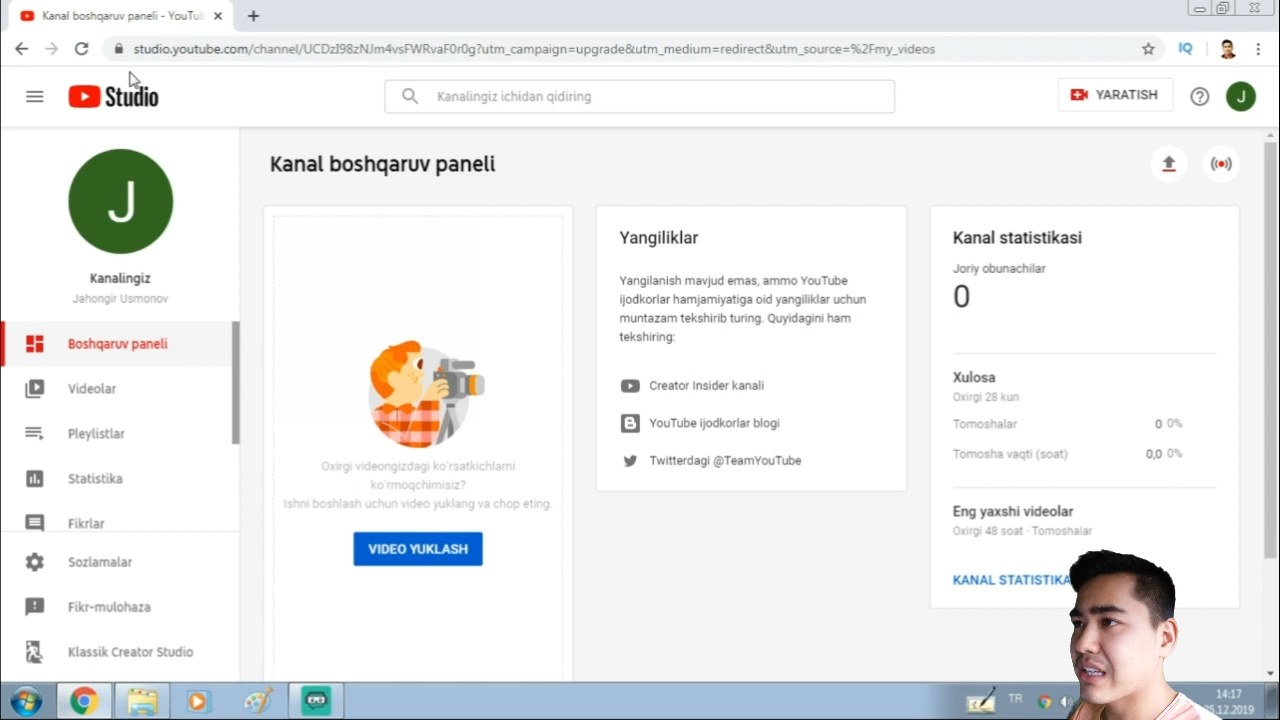 Kanal boshqaruv paneli - YouTu
studio.youtube.com/channel/UCDzI98zNJm4vsFWRvaF0r0g?utm_campaign=upgrade&utm_medium=redirect&utm_source=%2Fmy_videos
IQ
Studio
Kanalingiz ichidan qidiring
YARATISH
J
J
Kanalingiz
Jahongir Usmonov
Boshqaruv paneli
Videolar
Pleylistlar
Statistika
Fikrlar
Sozlamalar
Fikr-mulohaza
Klassik Creator Studio
Kanal boshqaruv paneli
Oxirgi videongizdagi ko'rsatkichlarni
ko'rmoqchimisiz?
Ishni boshlash uchun video yuklang va chop eting.
VIDEO YUKLASH
Yangiliklar
Yangilanish mavjud emas, ammo YouTube
ijodkorlar hamjamiyatiga oid yangiliklar uchun
muntazam tekshirib turing. Quyidagini ham
tekshiring:
Creator Insider kanali
YouTube ijodkorlar blogi
Twitterdagi @TeamYouTube
Kanal statistikasi
Joriy obunachilar
0
Xulosa
Oxirgi 28 kun
Tomoshalar 0 0%
Tomosha vaqti (soat) 0,0 0%
Eng yaxshi videolar
Oxirgi 48 soat · Tomoshalar
KANAL STATISTIKA
TR
14:17
25.12.2019